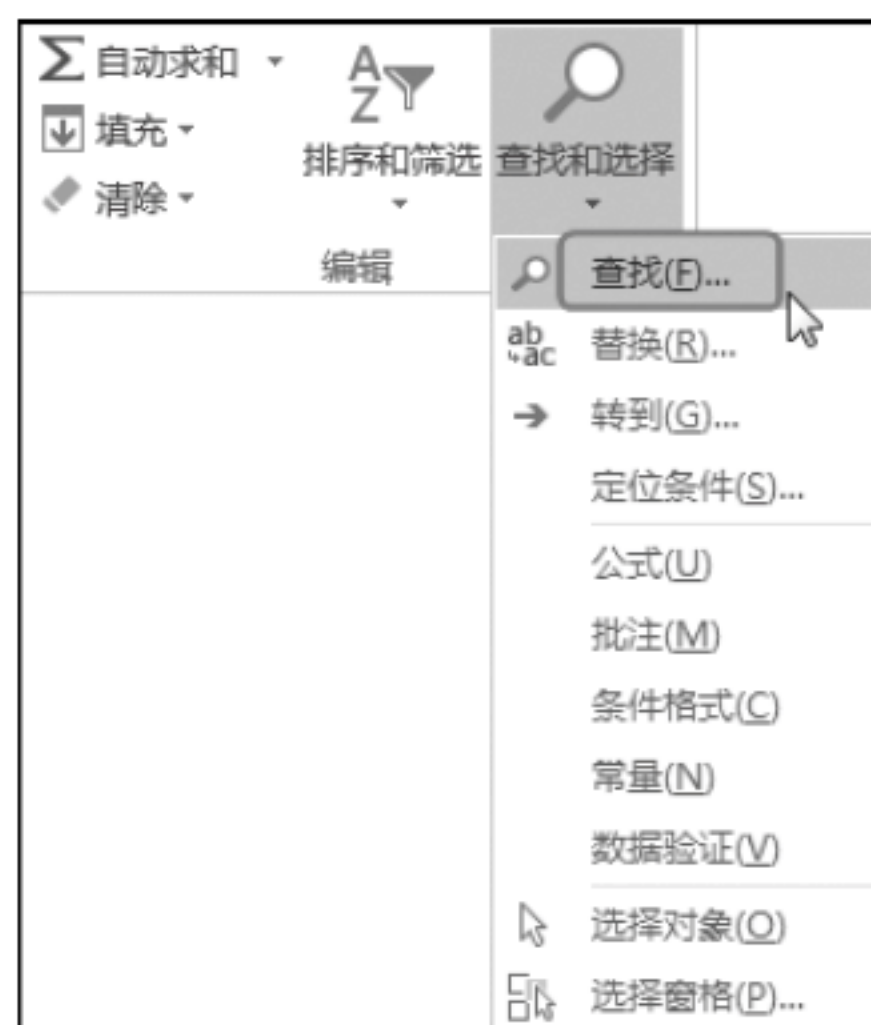 自动求和
填充
清除
排序和筛选
查找和选择
编辑
查找(F)...
ab
ac
替换(R)...
转到(G)...
定位条件(S)...
公式(U)
批注(M)
条件格式(C)
常量(N)
数据验证(V)
选择对象(O)
选择窗格(P)...